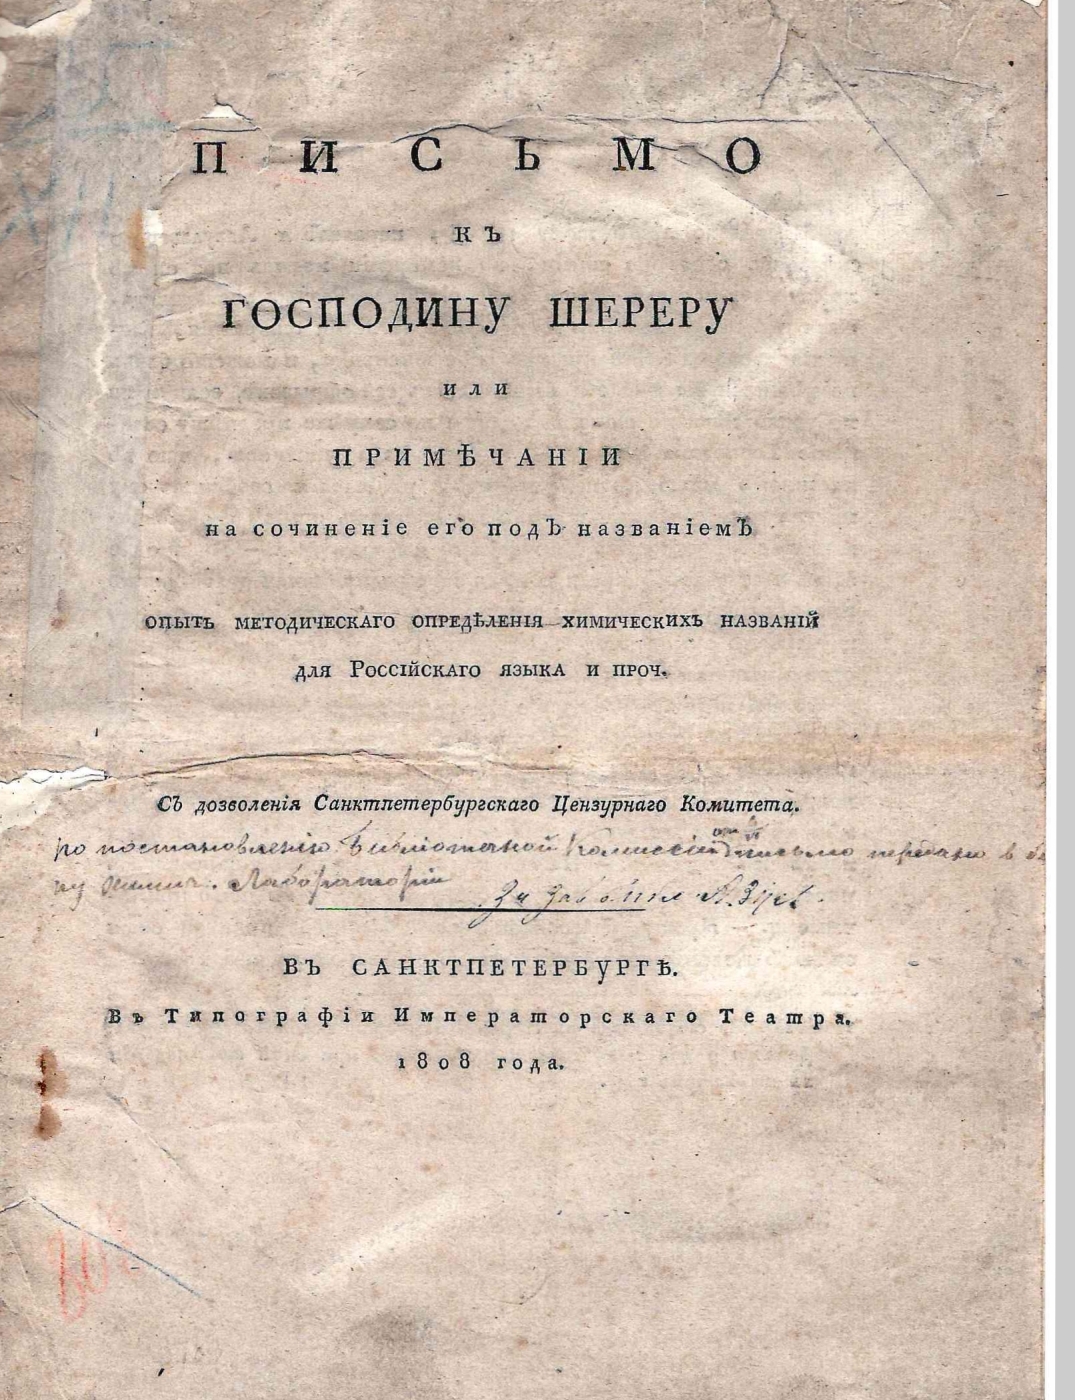 ПИСЬМО
КЪ
ГОСПОДИНУ ШЕРЕРУ
или
ПРИМѢЧАНІИ
на сочиненіе его подЪ названіемЪ
ОПЫТЬ МЕТОДИЧЕСКАГО ОПРЕДѢЛЕНІЯ ХИМИЧЕСКИХЪ НАЗВАНІЙ
ДЛЯ РОССІЙСКАГО ЯЗЫКА И ПРОЧ.
СЪ дозволенія Санктпетербургскаго Цензурнаго Комитета.
по постановленію Библіотечной Коммиссіи письмо передано в
Химич. Лабораторіи
ВЪ САНКТПЕТЕРБУРГѢ.
Въ Типографіи Императорскаго Театра.
1808 года.